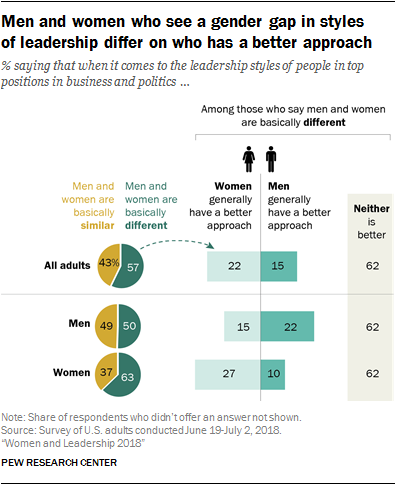 Men and women who see a gender gap in styles
of leadership differ on who has a better approach
% saying that when it comes to the leadership styles of people in top
positions in business and politics ...
Among those who say men and women
are basically different
Men and
women are
basically
similar
Men and
women are
basically
different
Women
generally
have a better
approach
Men
generally
have a better
approach
Neither
is
better
All adults 43% 57 22 15 62
Men 49 50 15 22 62
Women 37 63 27 10 62
Note: Share of respondents who didn't offer an answer not shown.
Source: Survey of U.S. adults conducted June 19-July 2, 2018.
"Women and Leadership 2018"
PEW RESEARCH CENTER